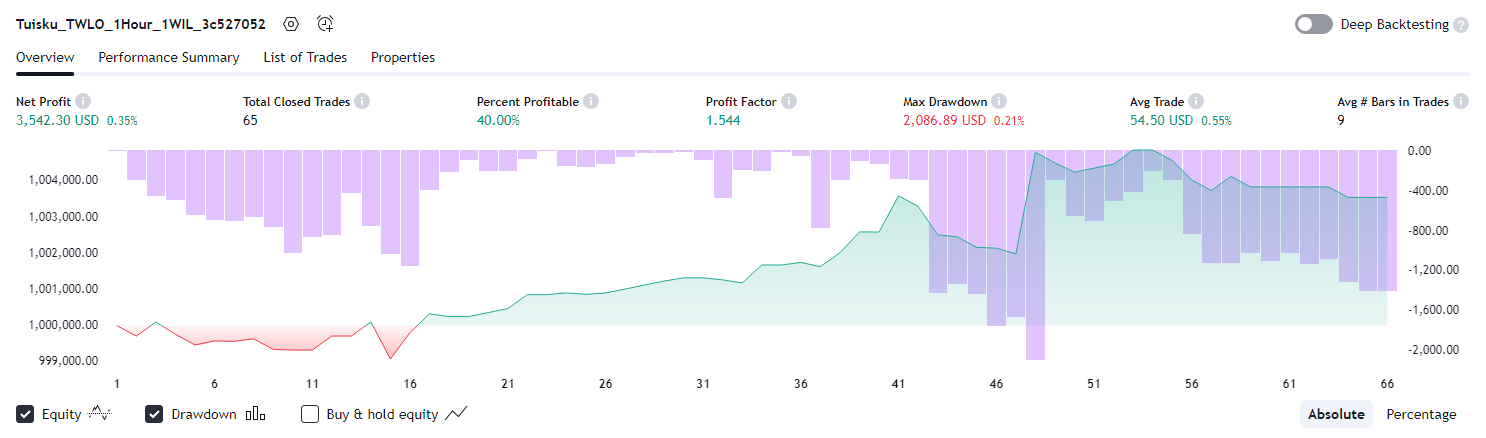 Tuisku_TWLO_1Hour_1WIL_3c527052
Deep Backtesting ?
Overview Performance Summary List of Trades Properties
Net Profit i Total Closed Trades i Percent Profitable i Profit Factor i Max Drawdown i Avg Trade i Avg # Bars in Trades i
3,542.30 USD 0.35% 65 40.00% 1.544 2,086.89 USD 0.21% 54.50 USD 0.55% 9
0.00
1,004,000.00 -400.00
1,003,000.00 -800.00
1,002,000.00 -1,200.00
1,001,000.00 -1,600.00
1,000,000.00
999,000.00 -2,000.00
1 6 11 16 21 26 31 36 41 46 51 56 61 66
Equity Drawdown Buy & hold equity Absolute Percentage